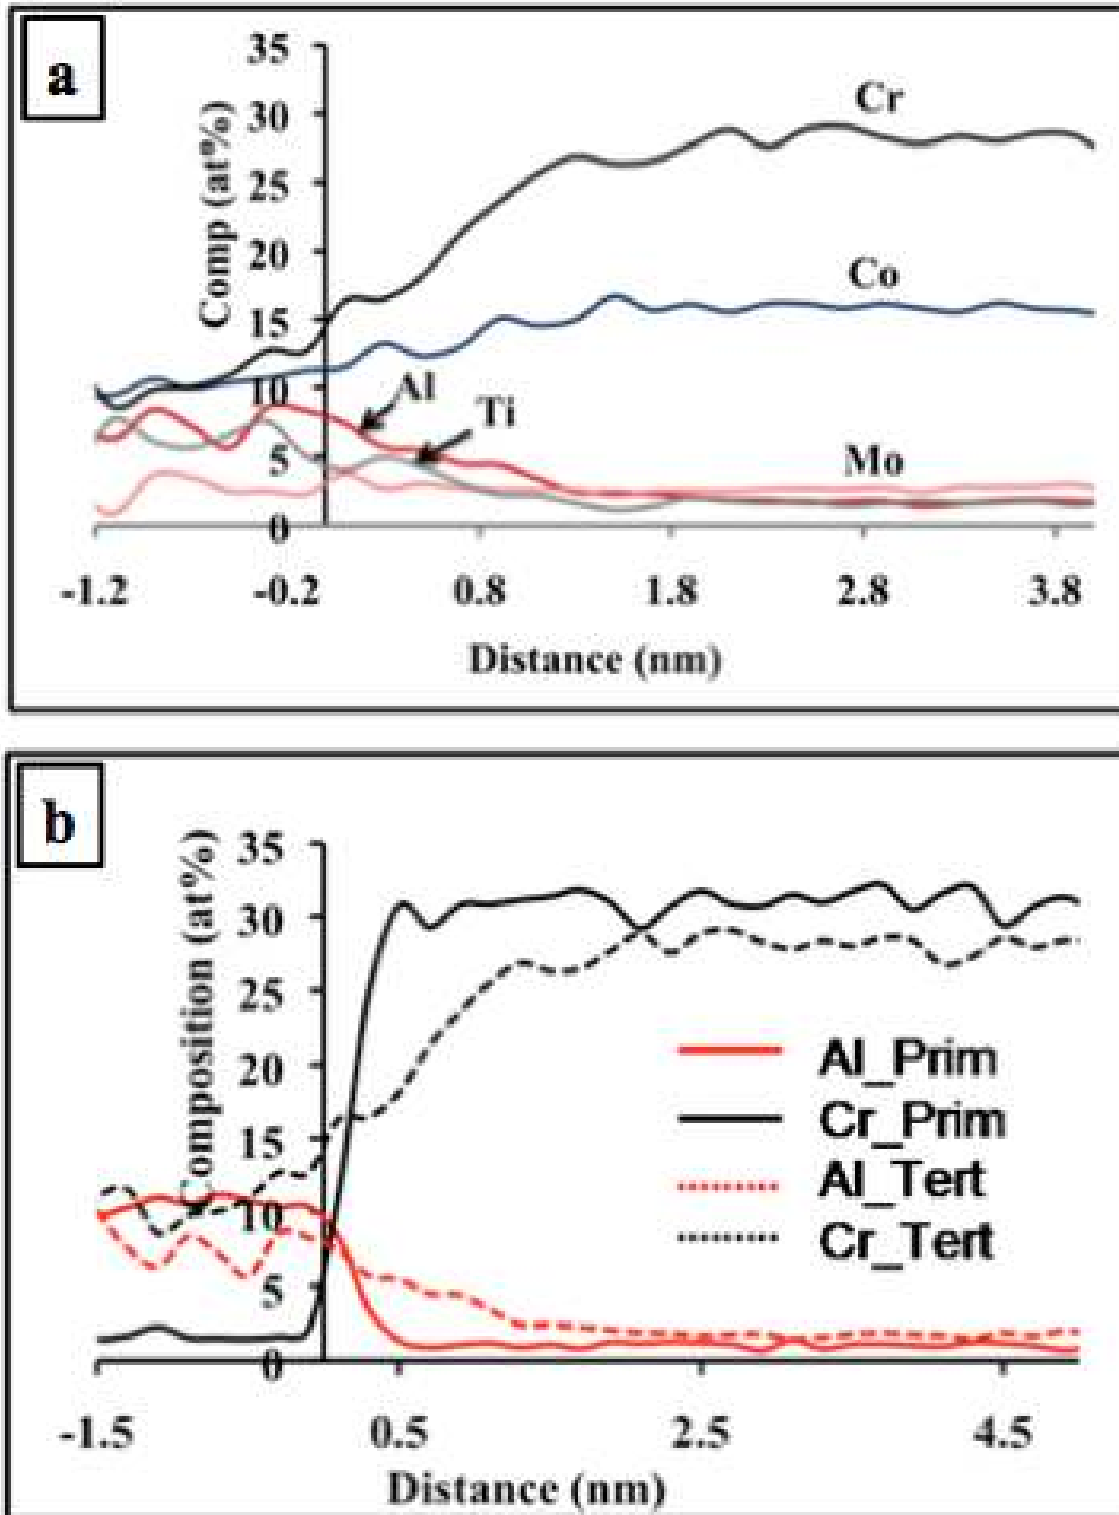 a
35
30
25
20
15
10
5
0
Comp (at%)
Cr
Co
Al
Ti
Mo
-1.2 -0.2 0.8 1.8 2.8 3.8
Distance (nm)
b
35
30
25
20
15
10
5
0
Composition (at%)
Al_Prim
Cr_Prim
Al_Tert
Cr_Tert
-1.5 0.5 2.5 4.5
Distance (nm)